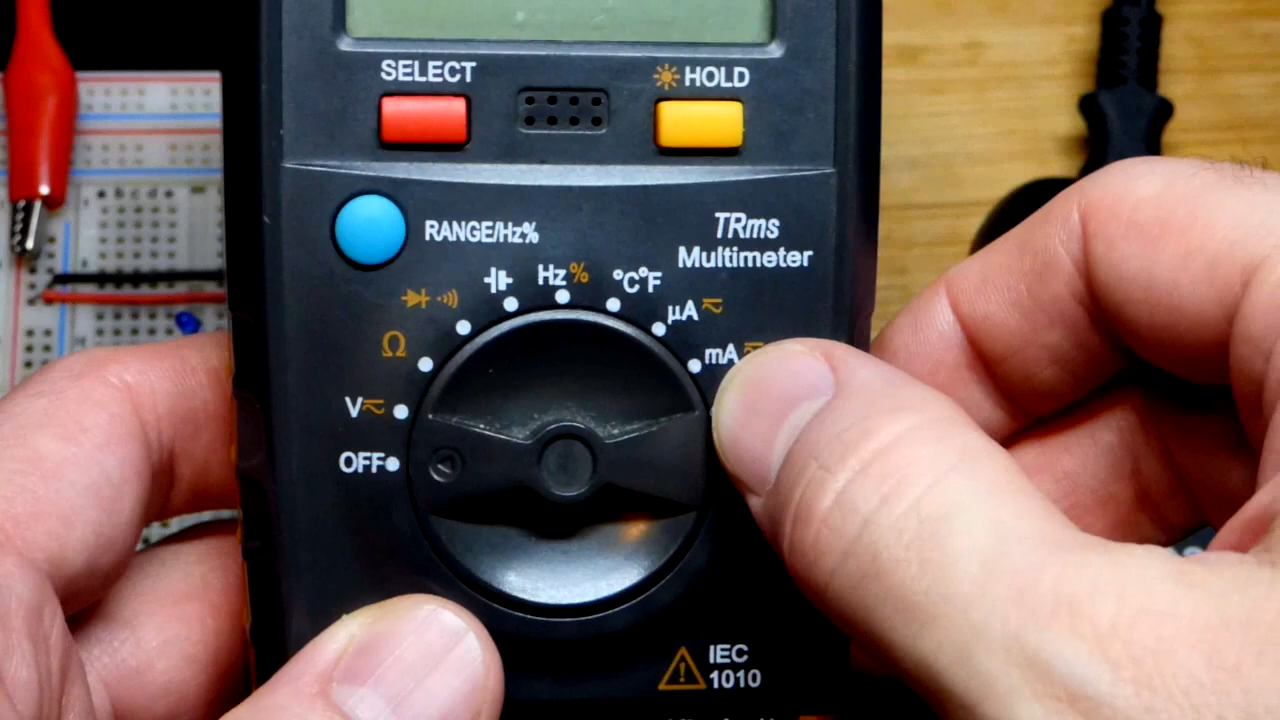 SELECT
HOLD
RANGE/Hz%
TRms
Multimeter
Hz%
°C°F
µA
mA
Ω
V
OFF
IEC
1010